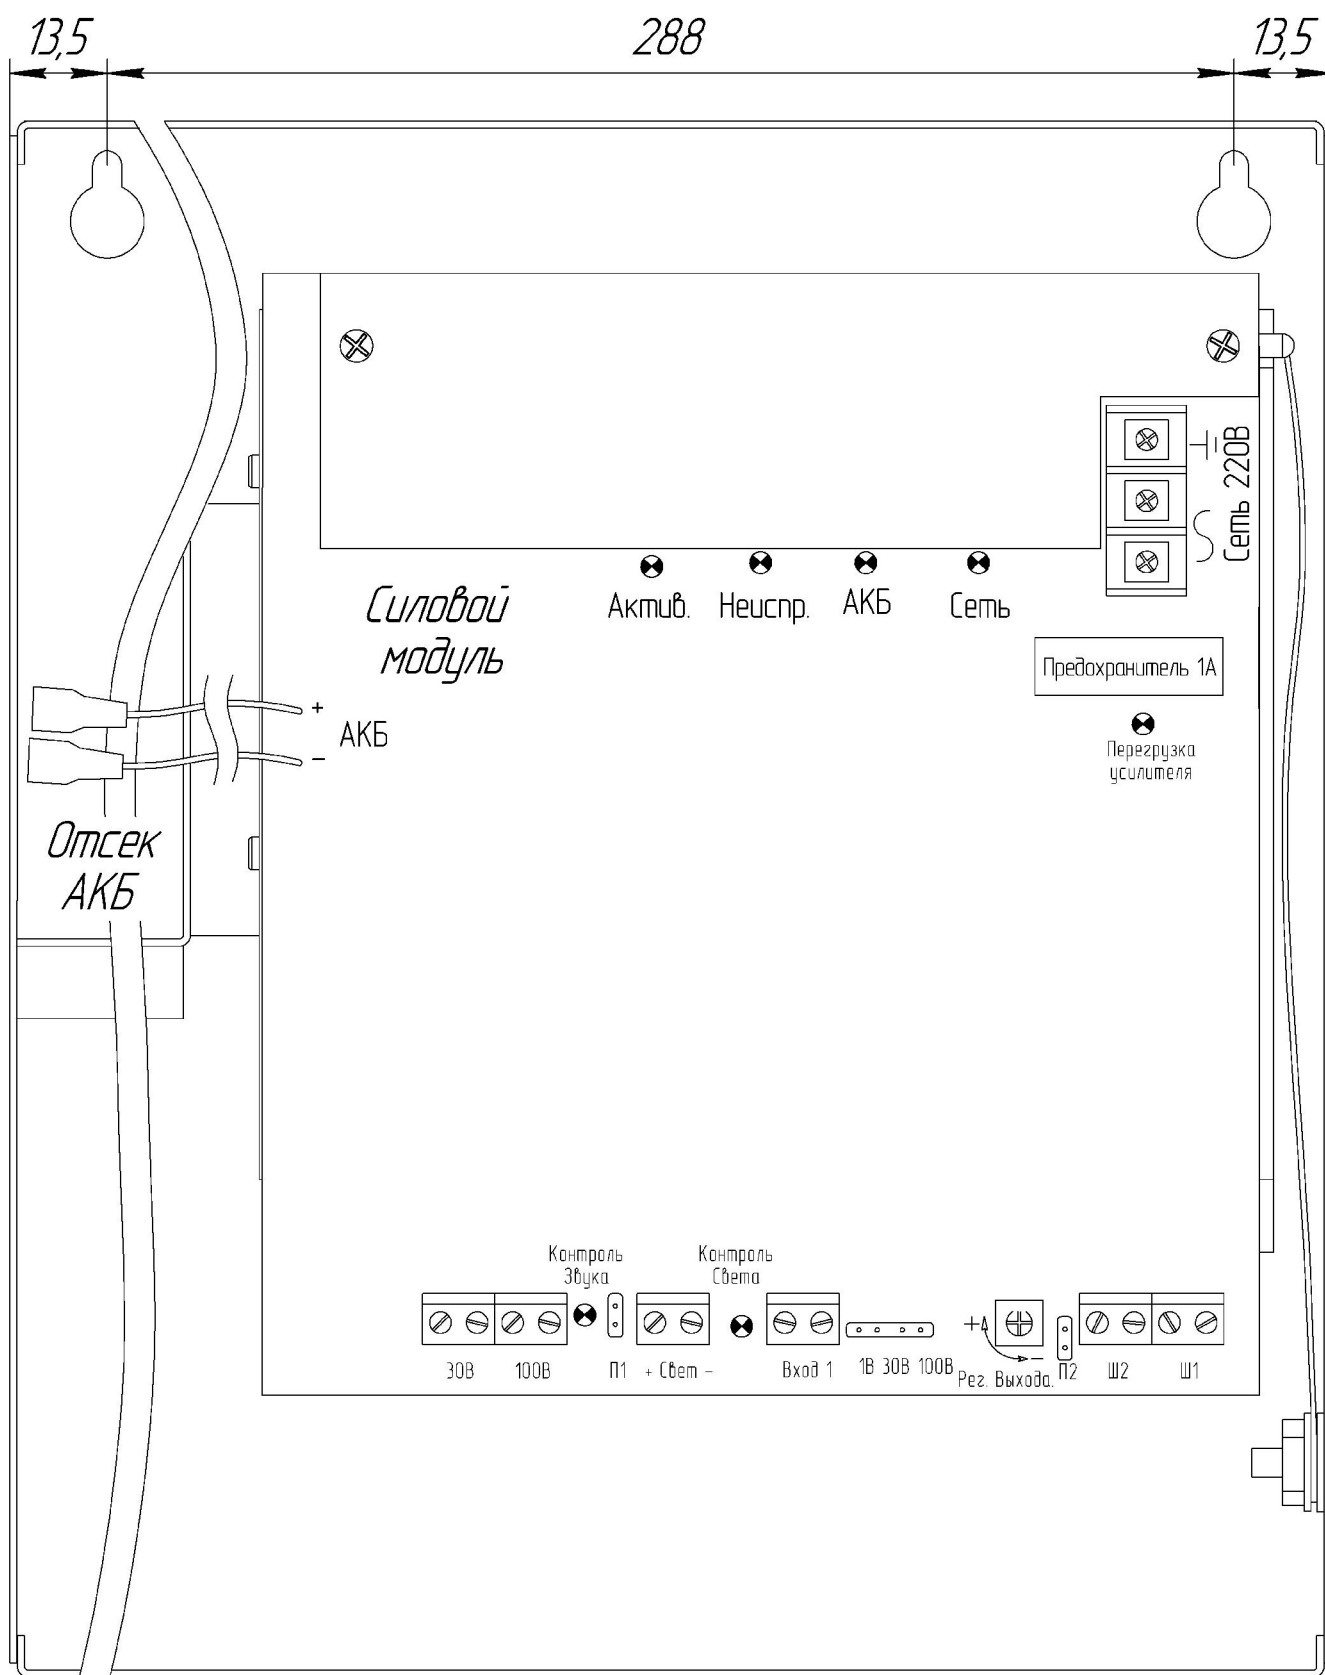 13,5 288 13,5
Сеть 220В
Силовой
модуль
Актив. Неиспр. АКБ Сеть
Предохранитель 1А
+
АКБ
–
Перегрузка
усилителя
Отсек
АКБ
Контроль
Звука
Контроль
Света
30В 100В П1 + Свет – Вход 1 1В 30В 100В
+
–
Рег. Выхода. П2 Ш2 Ш1